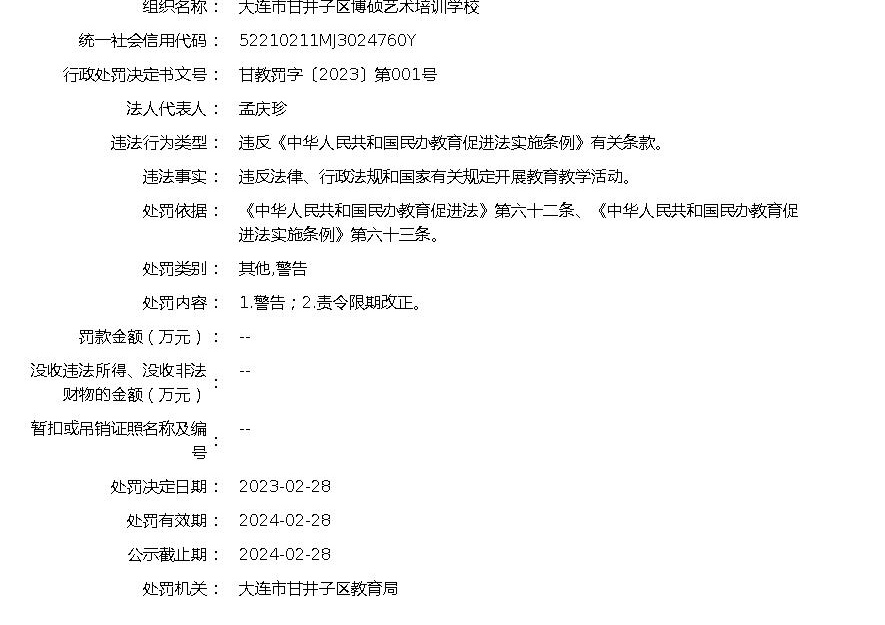 组织名称： 大连市甘井子区博硕艺术培训学校
统一社会信用代码： 52210211MJ3024760Y
行政处罚决定书文号： 甘教罚字〔2023〕第001号
法人代表人： 孟庆珍
违法行为类型： 违反《中华人民共和国民办教育促进法实施条例》有关条款。
违法事实： 违反法律、行政法规和国家有关规定开展教育教学活动。
处罚依据： 《中华人民共和国民办教育促进法》第六十二条、《中华人民共和国民办教育促
进法实施条例》第六十三条。
处罚类别： 其他,警告
处罚内容： 1.警告；2.责令限期改正。
罚款金额（万元）： --
没收违法所得、没收非法
财物的金额（万元）： --
暂扣或吊销证照名称及编
号： --
处罚决定日期： 2023-02-28
处罚有效期： 2024-02-28
公示截止期： 2024-02-28
处罚机关： 大连市甘井子区教育局